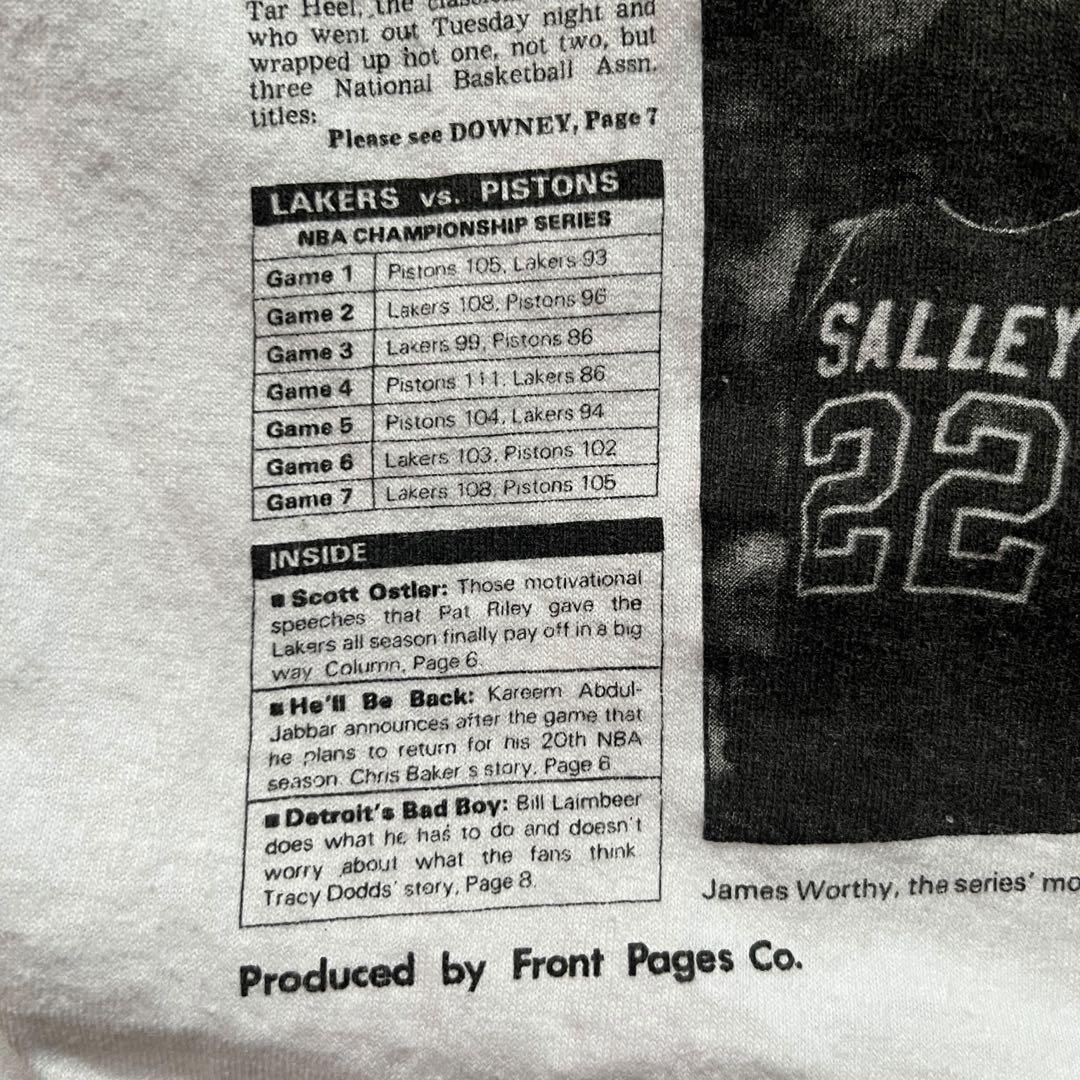 Tar Heel, the
who went out Tuesday night and
wrapped up not one, not two, but
three National Basketball Assn.
titles:
Please see DOWNEY, Page 7
LAKERS vs. PISTONS
NBA CHAMPIONSHIP SERIES
Game 1 Pistons 105, Lakers 93
Game 2 Lakers 108, Pistons 96
Game 3 Lakers 99, Pistons 86
Game 4 Pistons 111, Lakers 86
Game 5 Pistons 104, Lakers 94
Game 6 Lakers 103, Pistons 102
Game 7 Lakers 108, Pistons 105
INSIDE
■ Scott Ostler: Those motivational
speeches that Pat Riley gave the
Lakers all season finally pay off in a big
way Column, Page 6.
■ He'll Be Back: Kareem Abdul-
Jabbar announces after the game that
he plans to return for his 20th NBA
season. Chris Baker s story, Page 6
■ Detroit's Bad Boy: Bill Laimbeer
does what he has to do and doesn't
worry about what the fans think
Tracy Dodds' story, Page 8.
SALLEY
22
James Worthy, the series' mo
Produced by Front Pages Co.